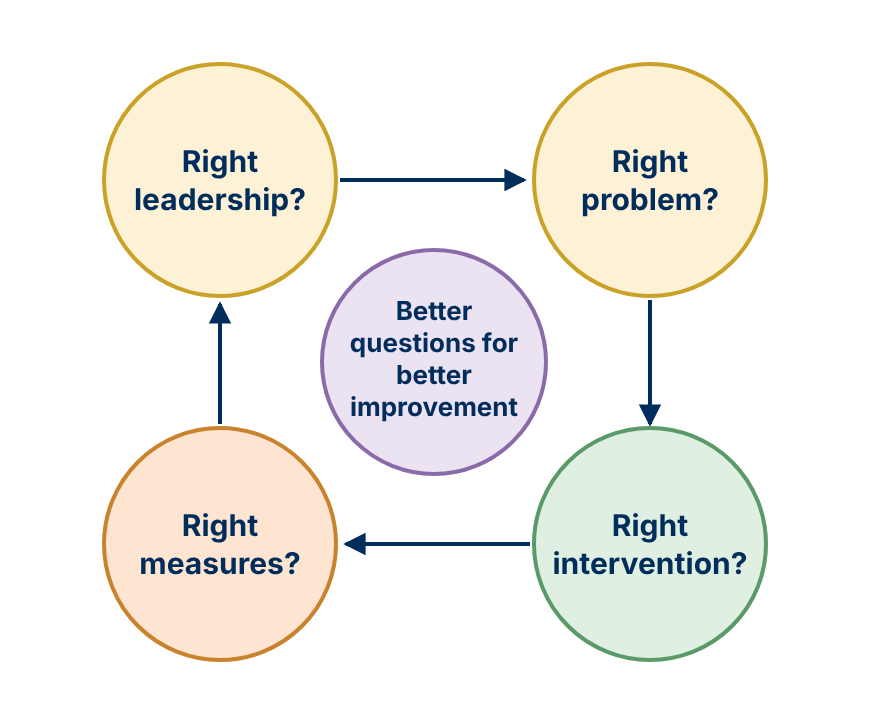 Right
leadership?
Right
problem?
Better
questions for
better
improvement
Right
measures?
Right
intervention?